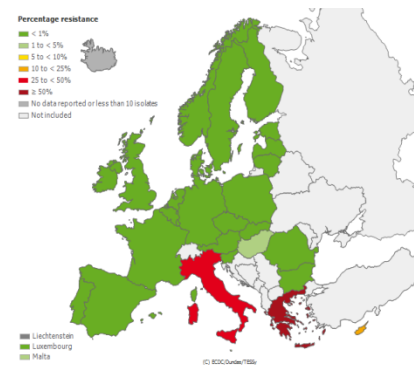 Percentage resistance
< 1%
1 to < 5%
5 to < 10%
10 to < 25%
25 to < 50%
≥ 50%
No data reported or less than 10 isolates
Not included
Liechtenstein
Luxembourg
Malta
(C) ECDC/Dundas/TESSy